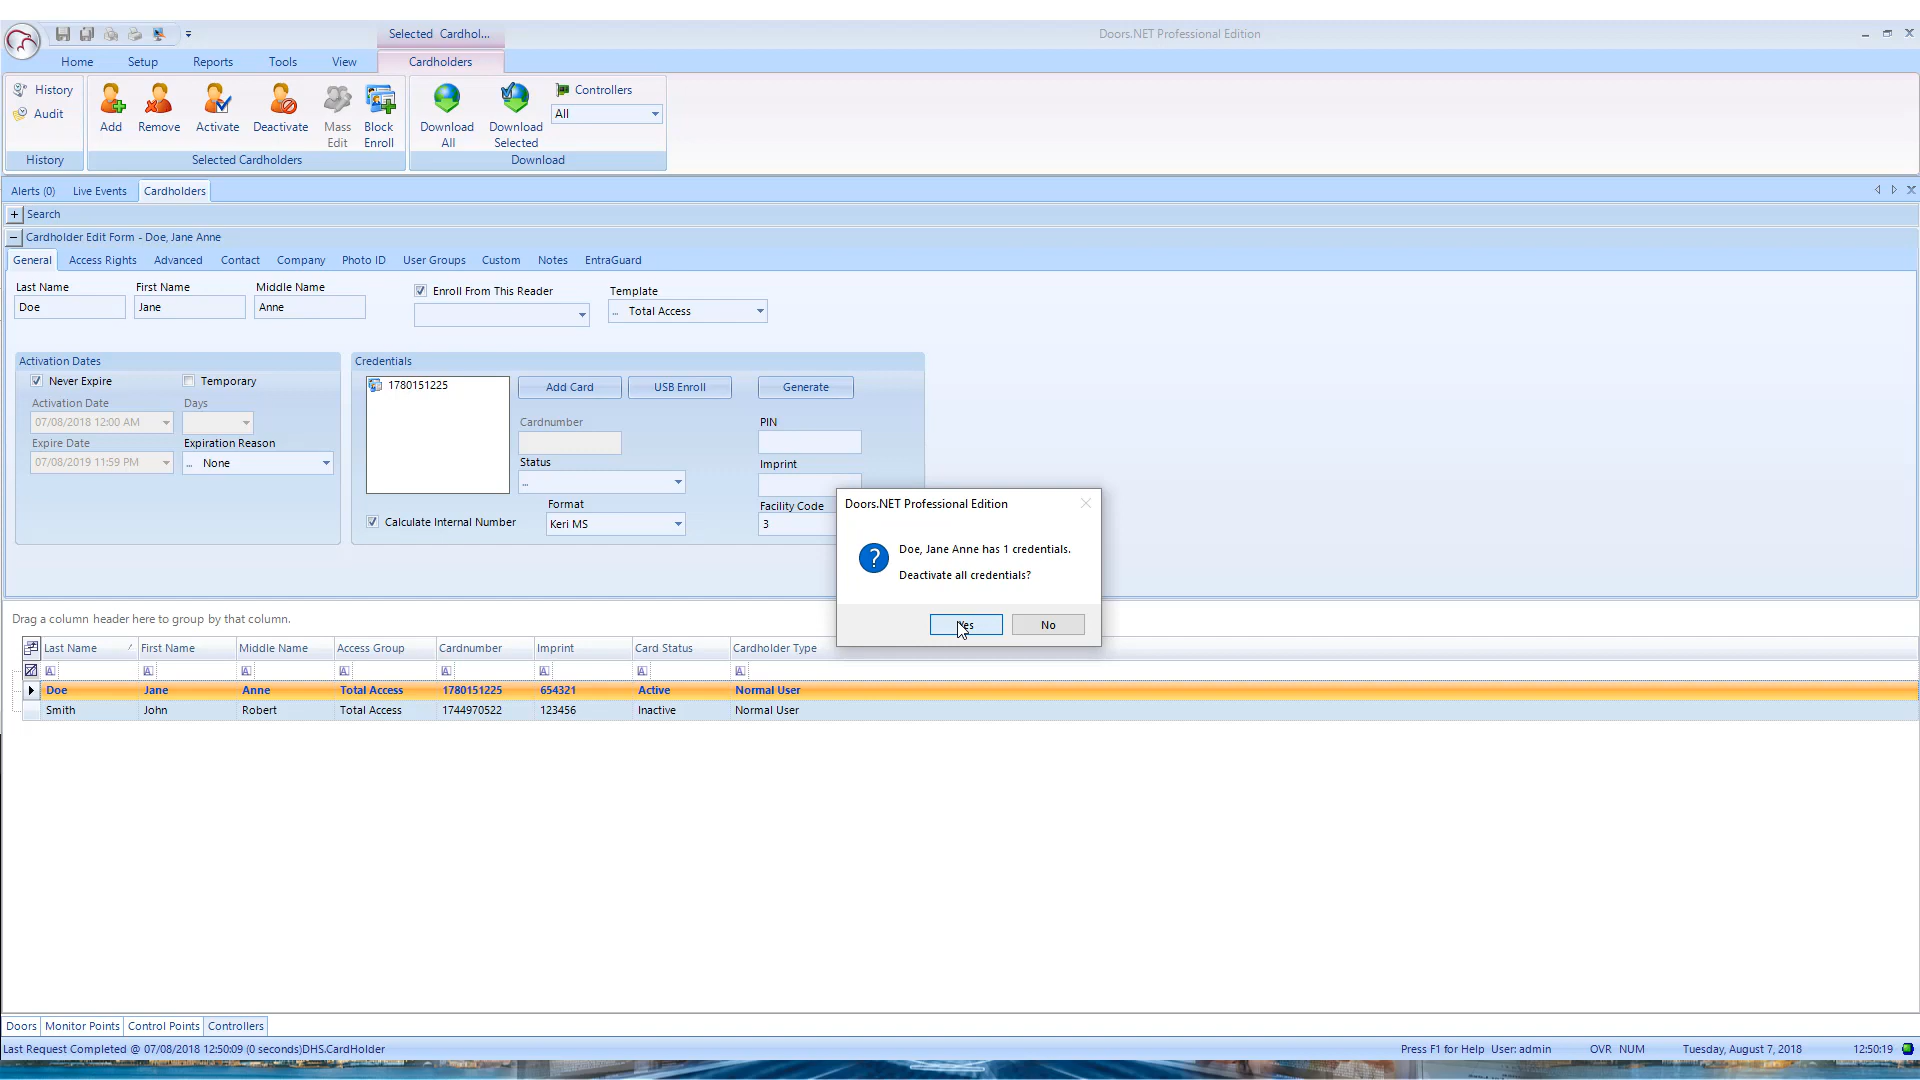 Selected Cardhol...
Doors.NET Professional Edition
Home Setup Reports Tools View Cardholders
History
Audit
History
Add
Remove
Activate
Deactivate
Mass
Edit
Block
Enroll
Selected Cardholders
Download
All
Download
Selected
Controllers
All
Download
Alerts (0) Live Events Cardholders
Search
Cardholder Edit Form - Doe, Jane Anne
General Access Rights Advanced Contact Company Photo ID User Groups Custom Notes EntraGuard
Last Name First Name Middle Name
Doe Jane Anne
Enroll From This Reader
Template
... Total Access
Activation Dates
Never Expire Temporary
Activation Date Days
07/08/2018 12:00 AM
Expire Date Expiration Reason
07/08/2019 11:59 PM ... None
Credentials
1780151225
Add Card USB Enroll Generate
Cardnumber PIN
Status Imprint
...
Format Facility Code
Calculate Internal Number Keri MS 3
Doors.NET Professional Edition
Doe, Jane Anne has 1 credentials.
Deactivate all credentials?
Yes No
Drag a column header here to group by that column.
Last Name First Name Middle Name Access Group Cardnumber Imprint Card Status Cardholder Type
Doe Jane Anne Total Access 1780151225 654321 Active Normal User
Smith John Robert Total Access 1744970522 123456 Inactive Normal User
Doors Monitor Points Control Points Controllers
Last Request Completed @ 07/08/2018 12:50:09 (0 seconds)DHS.CardHolder
Press F1 for Help User: admin OVR NUM Tuesday, August 7, 2018 12:50:19